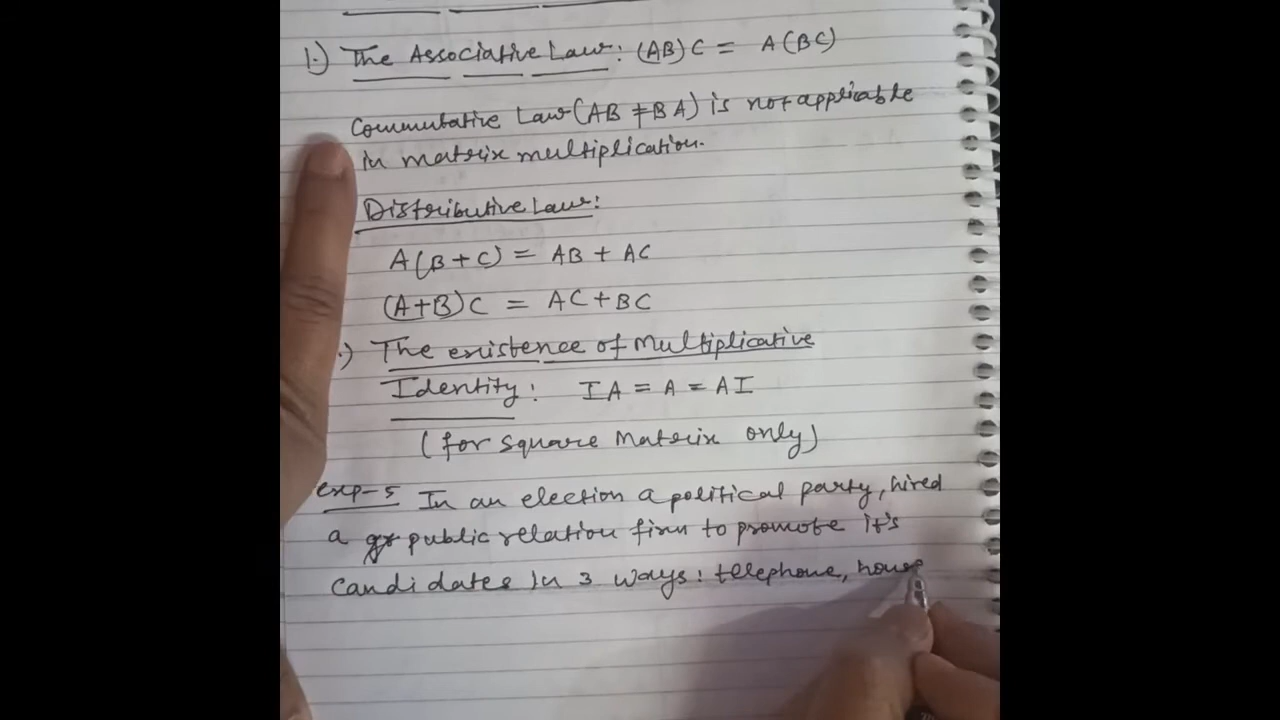 1.) The Associative Law: (AB)C = A(BC)
Commutative Law (AB ≠ BA) is not applicable
in matrix multiplication.
Distributive Law:
A(B+C) = AB + AC
(A+B)C = AC + BC
.) The existence of Multiplicative
Identity: IA = A = AI
(for square Matrix only)
exp-5 In an election a political party, hired
a public relation firm to promote it's
candidates in 3 ways: telephone, house